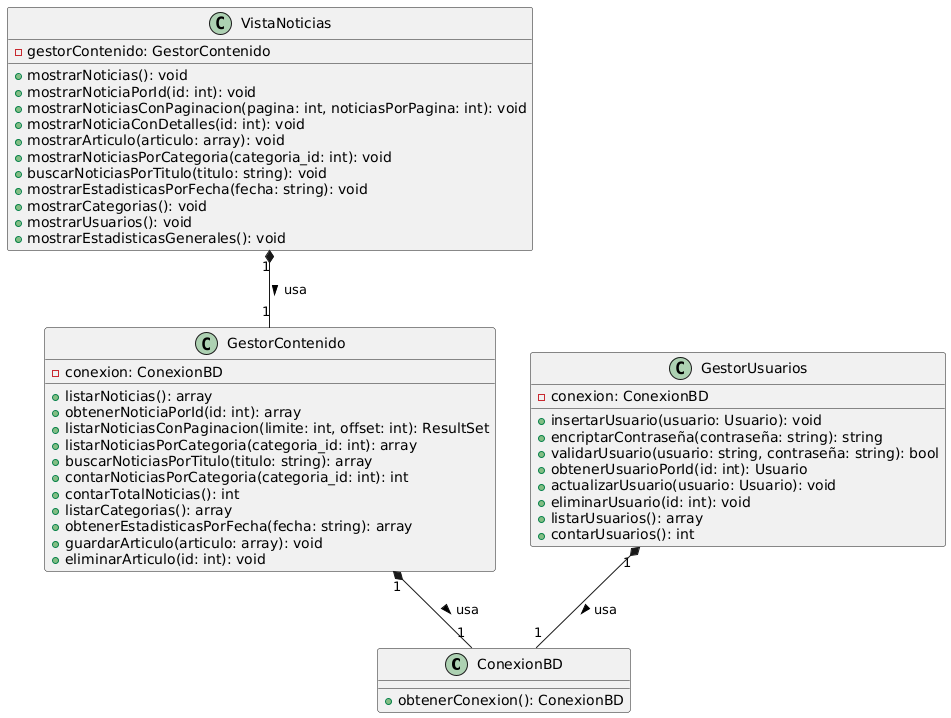 C VistaNoticias
gestorContenido: GestorContenido
mostrarNoticias(): void
mostrarNoticiaPorId(id: int): void
mostrarNoticiasConPaginacion(pagina: int, noticiasPorPagina: int): void
mostrarNoticiaConDetalles(id: int): void
mostrarArticulo(articulo: array): void
mostrarNoticiasPorCategoria(categoria_id: int): void
buscarNoticiasPorTitulo(titulo: string): void
mostrarEstadisticasPorFecha(fecha: string): void
mostrarCategorias(): void
mostrarUsuarios(): void
mostrarEstadisticasGenerales(): void
1
usa
1
C GestorContenido
conexion: ConexionBD
listarNoticias(): array
obtenerNoticiaPorId(id: int): array
listarNoticiasConPaginacion(limite: int, offset: int): ResultSet
listarNoticiasPorCategoria(categoria_id: int): array
buscarNoticiasPorTitulo(titulo: string): array
contarNoticiasPorCategoria(categoria_id: int): int
contarTotalNoticias(): int
listarCategorias(): array
obtenerEstadisticasPorFecha(fecha: string): array
guardarArticulo(articulo: array): void
eliminarArticulo(id: int): void
C GestorUsuarios
conexion: ConexionBD
insertarUsuario(usuario: Usuario): void
encriptarContraseña(contraseña: string): string
validarUsuario(usuario: string, contraseña: string): bool
obtenerUsuarioPorId(id: int): Usuario
actualizarUsuario(usuario: Usuario): void
eliminarUsuario(id: int): void
listarUsuarios(): array
contarUsuarios(): int
1
usa
1
1
usa
1
C ConexionBD
obtenerConexion(): ConexionBD